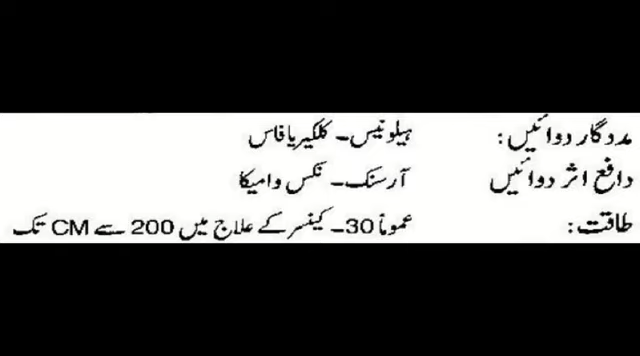 مددگار دوائیں: ہیلونیس۔ کلکیریا فاس
دافع اثر دوائیں آرسنک۔ نکس وامیکا
طاقت: عموماً 30۔ کینسر کے علاج میں 200 سے CM تک